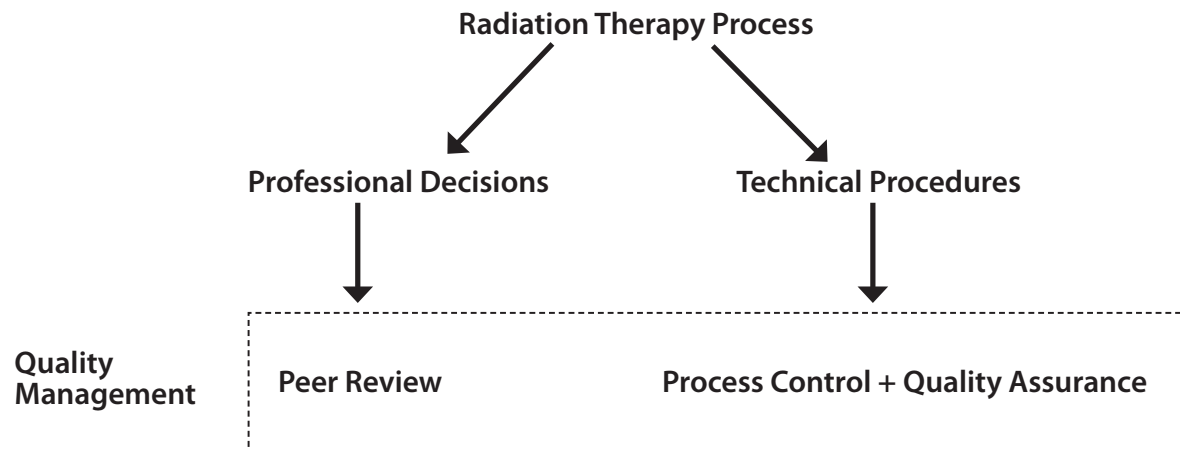 Radiation Therapy Process
Professional Decisions
Technical Procedures
Quality
Management
Peer Review
Process Control + Quality Assurance